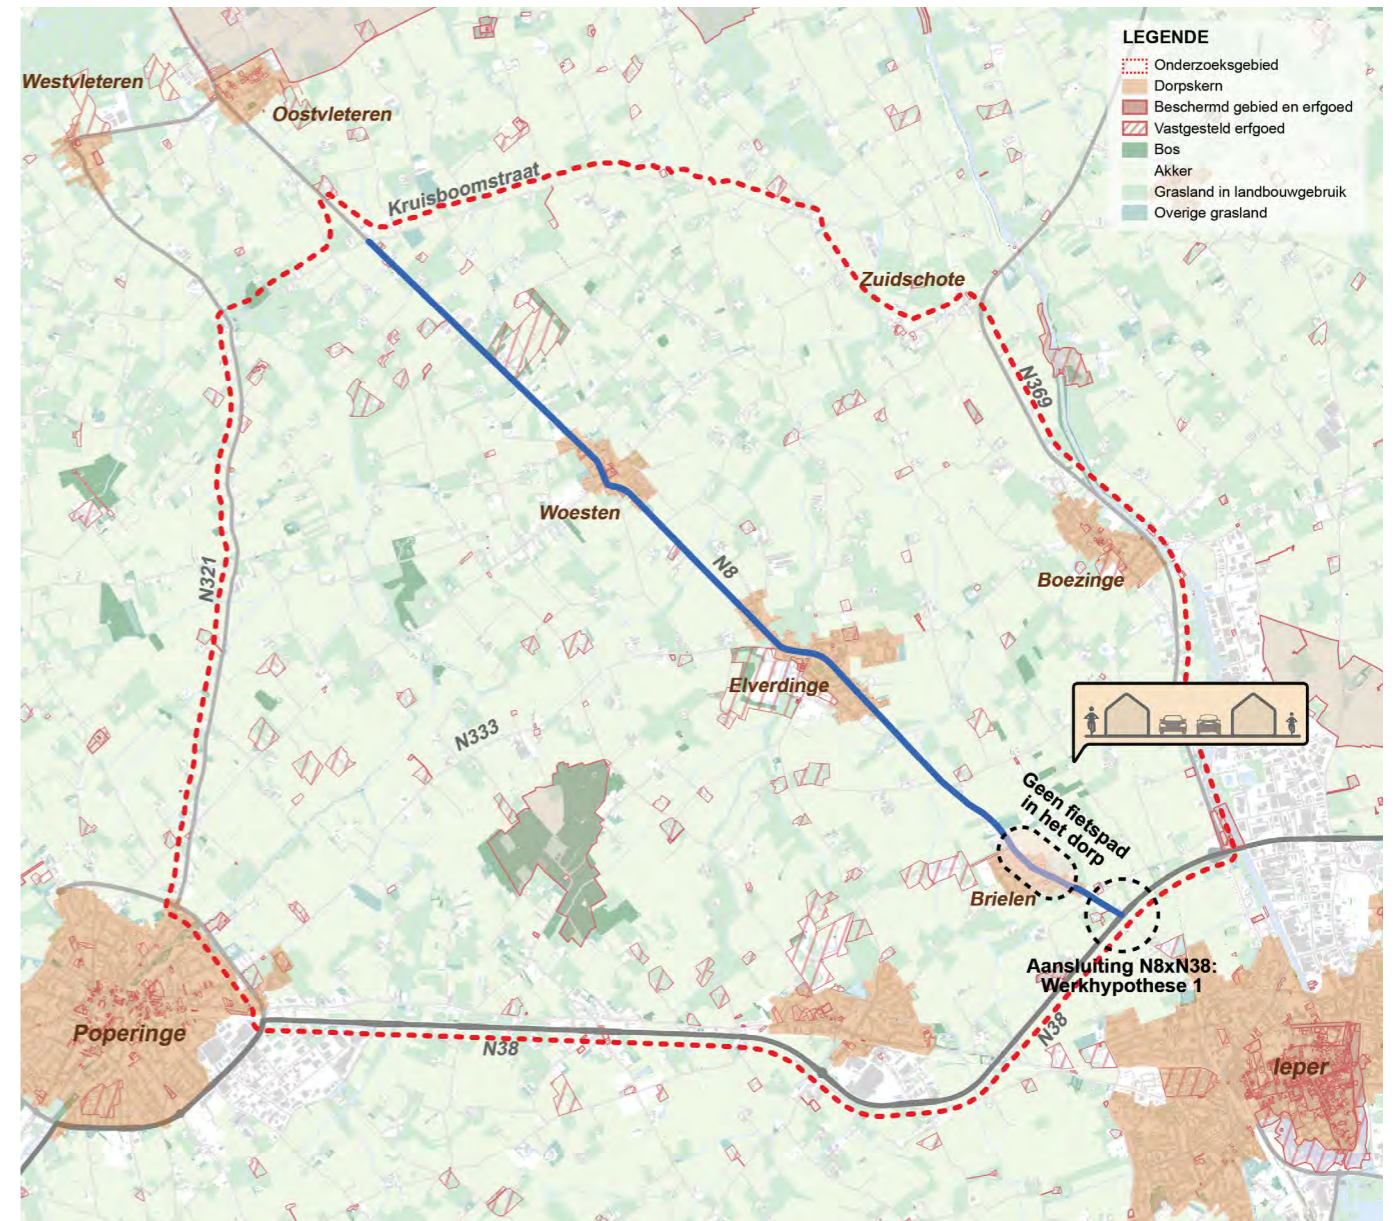 LEGENDE
Onderzoeksgebied
Dorpskern
Beschermd gebied en erfgoed
Vastgesteld erfgoed
Bos
Akker
Grasland in landbouwgebruik
Overige grasland
Westvleteren
Oostvleteren
Kruisboomstraat
Zuidschote
N369
Woesten
N8
N321
Boezinge
Elverdinge
N333
Geen fietspad
in het dorp
Brielen
Aansluiting N8xN38:
Werkhypothese 1
Poperinge
N38
N38
Ieper